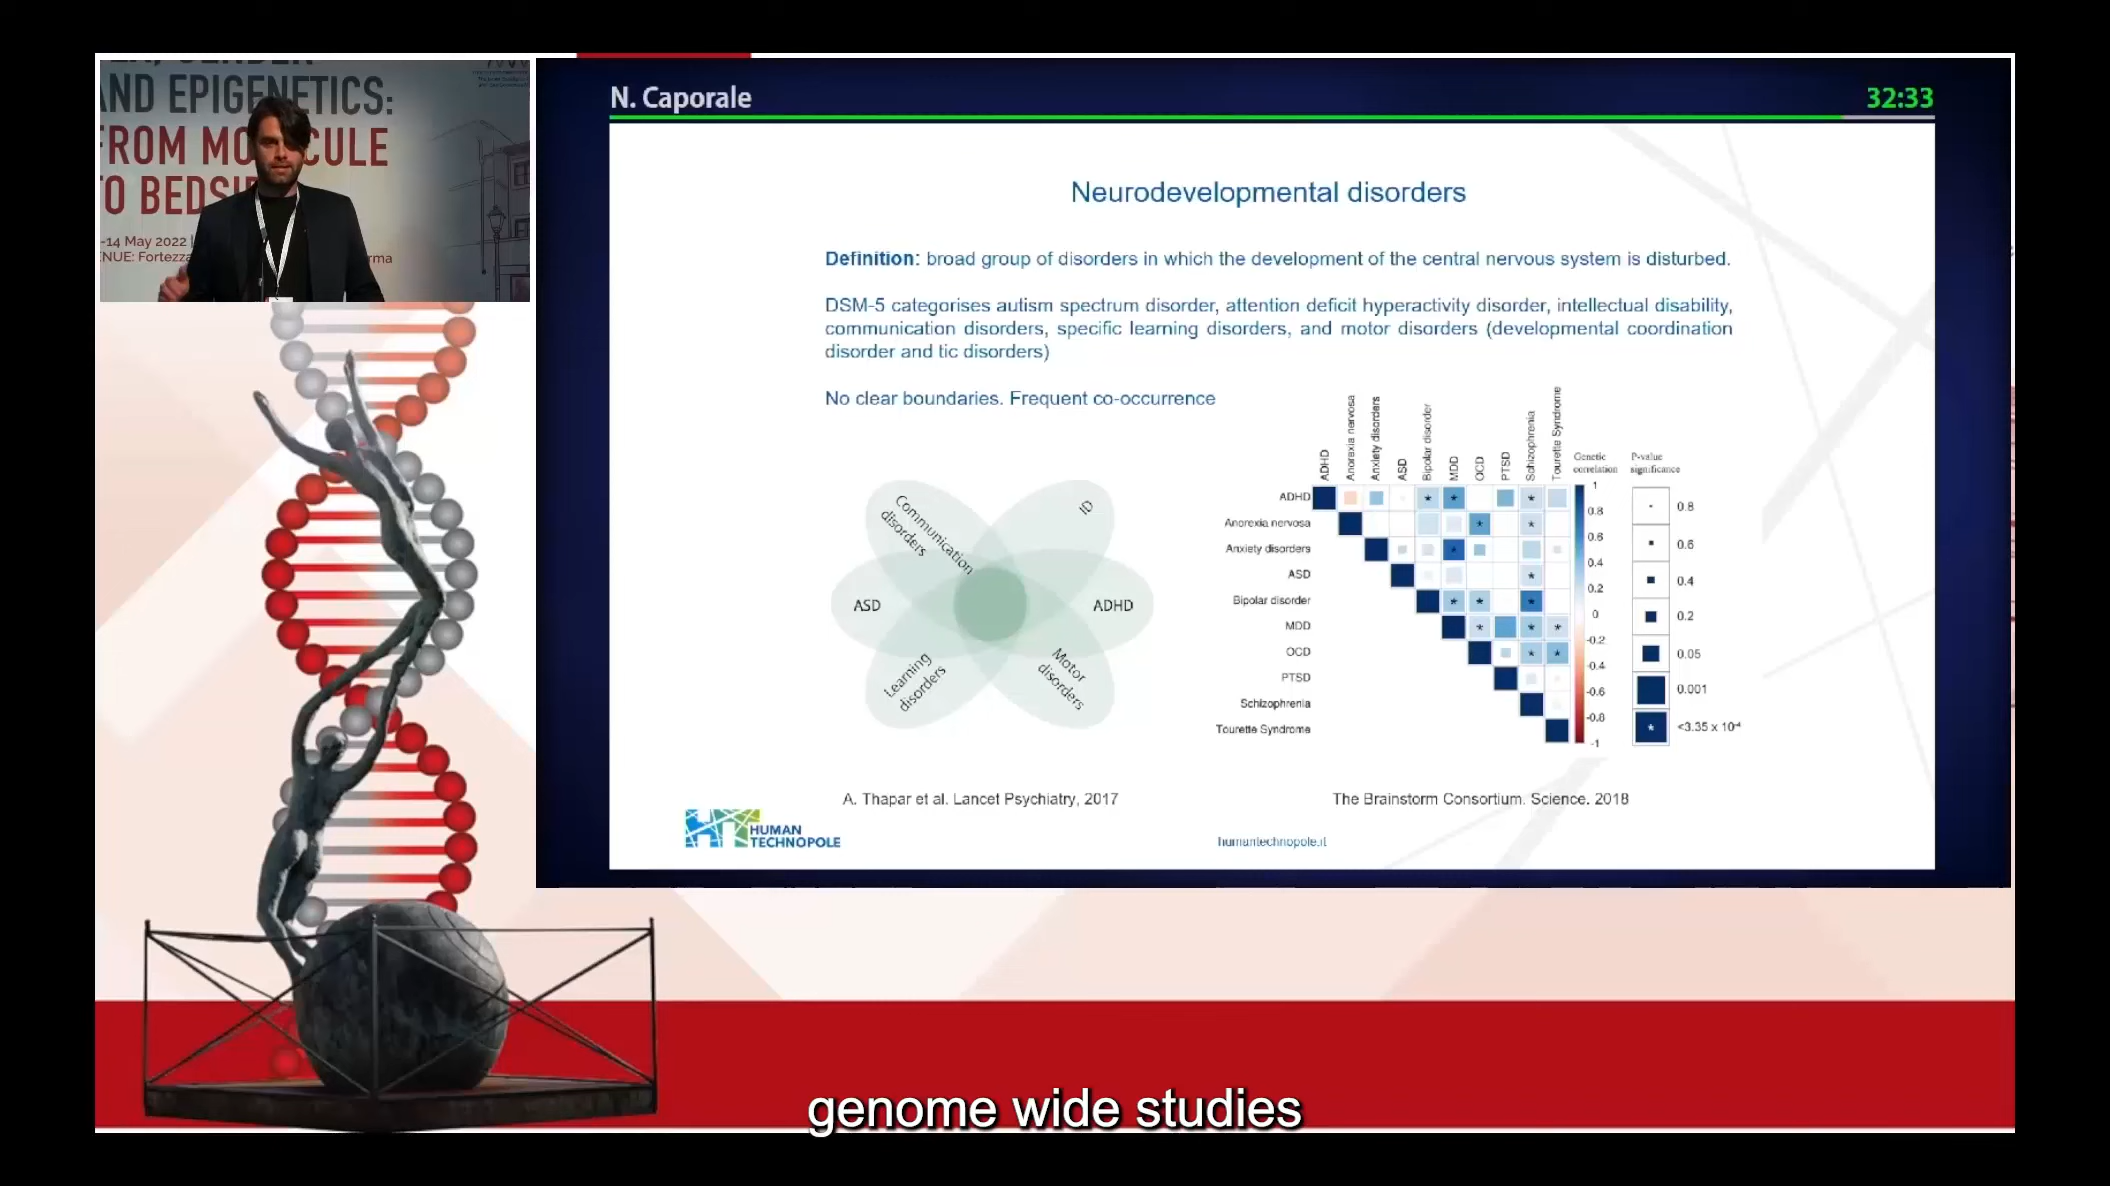 AND EPIGENETICS:
FROM MO CULE
TO BEDSI
-14 May 2022 |
NUE: Fortezza rma
N. Caporale
32:33
Neurodevelopmental disorders
Definition: broad group of disorders in which the development of the central nervous system is disturbed.
DSM-5 categorises autism spectrum disorder, attention deficit hyperactivity disorder, intellectual disability,
communication disorders, specific learning disorders, and motor disorders (developmental coordination
disorder and tic disorders)
No clear boundaries. Frequent co-occurrence
Communication
disorders
ID
ASD
ADHD
Learning
disorders
Motor
disorders
A. Thapar et al. Lancet Psychiatry, 2017
ADHD
Anorexia nervosa
Anxiety disorders
ASD
Bipolar disorder
MDD
OCD
PTSD
Schizophrenia
Tourette Syndrome
Genetic
correlation
P-value
significance
ADHD
Anorexia nervosa
Anxiety disorders
ASD
Bipolar disorder
MDD
OCD
PTSD
Schizophrenia
Tourette Syndrome
1
0.8
0.6
0.4
0.2
0
-0.2
-0.4
-0.6
-0.8
-1
0.8
0.6
0.4
0.2
0.05
0.001
<3.35 x 10⁻⁴
The Brainstorm Consortium. Science. 2018
HUMAN
TECHNOPOLE
humantechnopole.it
genome wide studies